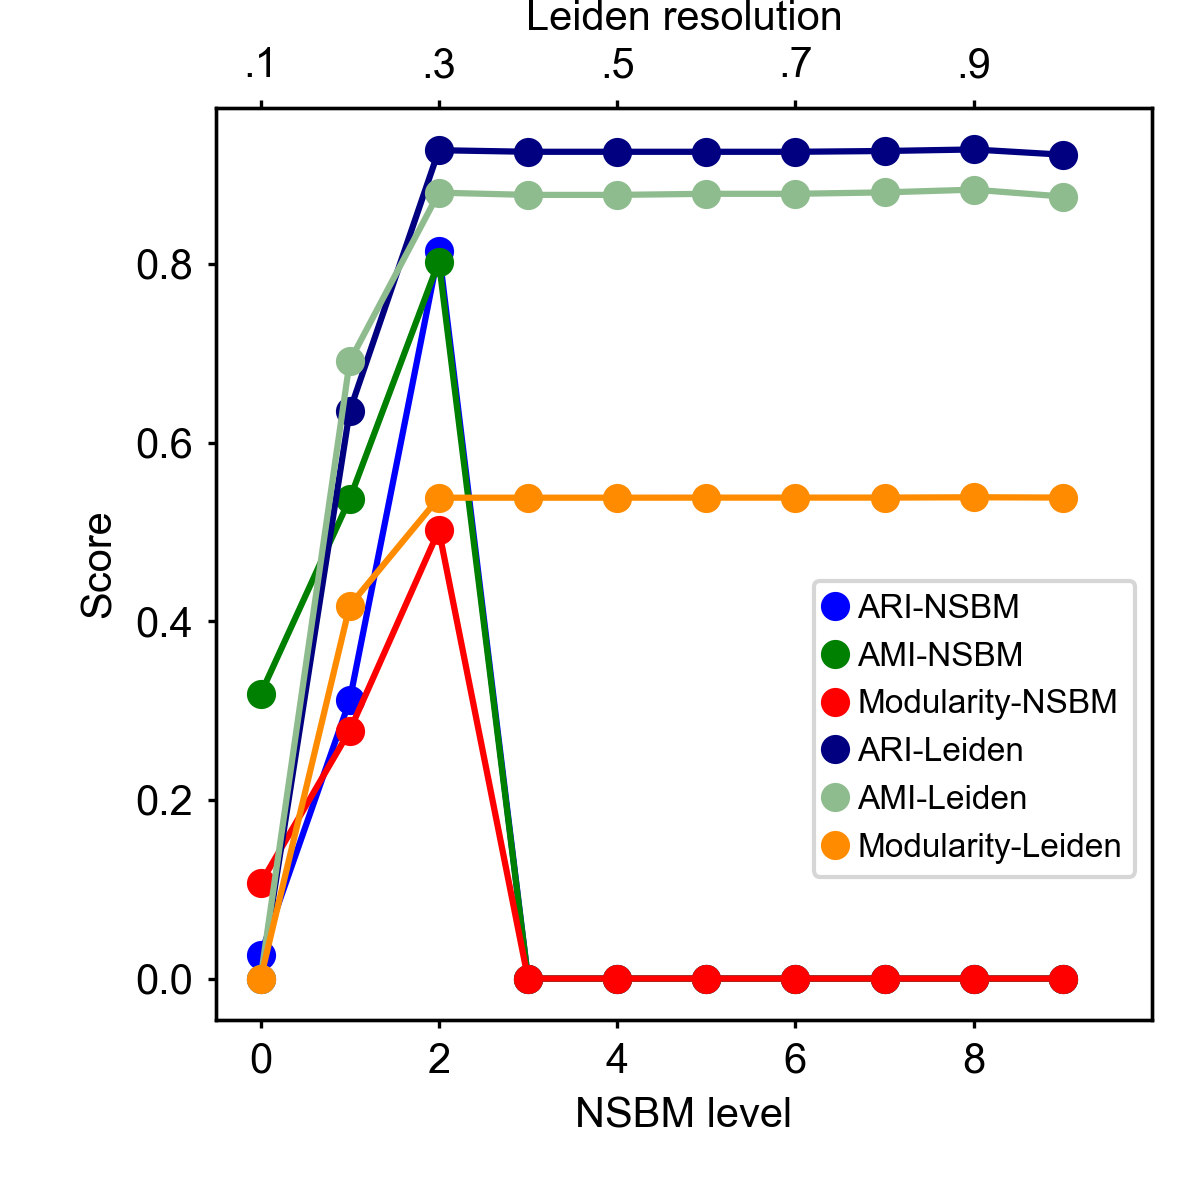 Leiden resolution
.1 .3 .5 .7 .9
0.8
0.6
0.4
0.2
0.0
Score
ARI-NSBM
AMI-NSBM
Modularity-NSBM
ARI-Leiden
AMI-Leiden
Modularity-Leiden
0 2 4 6 8
NSBM level